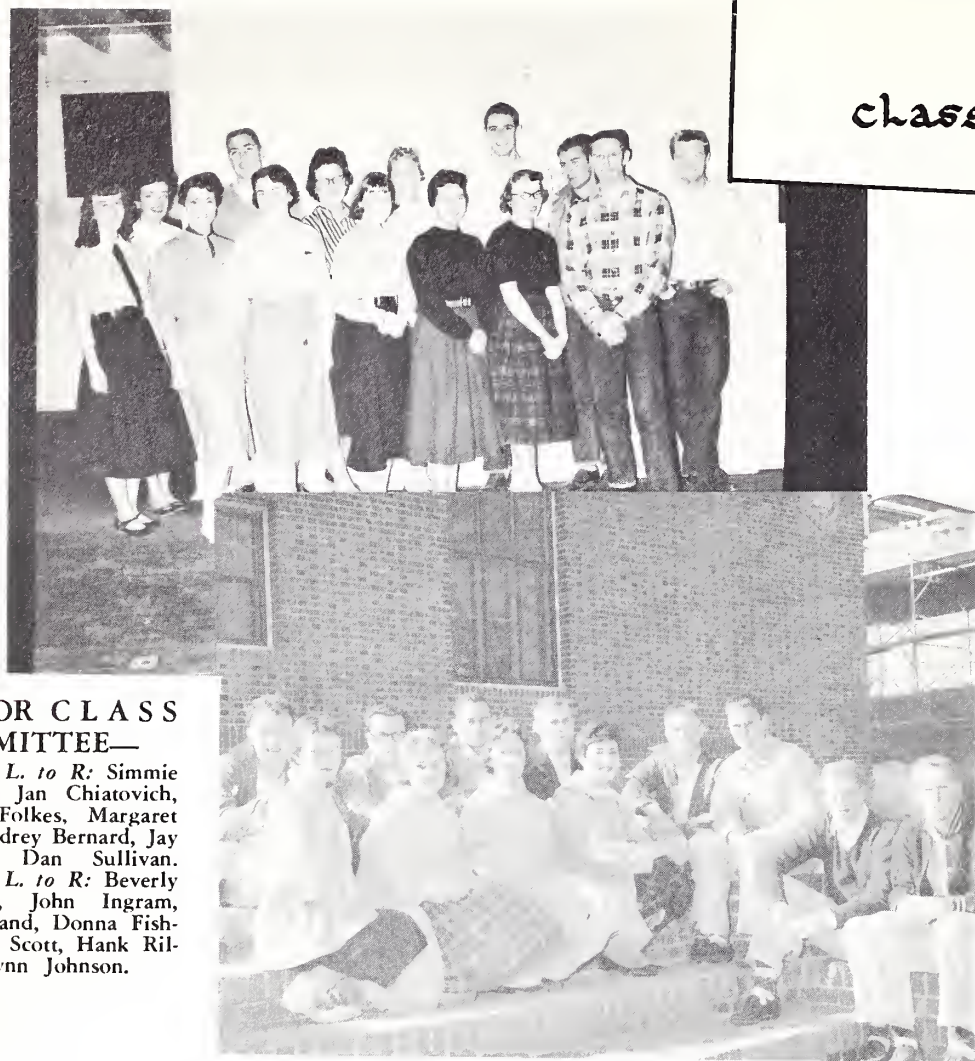 class
OR CLASS
MITTEE—
L. to R: Simmie
Jan Chiatovich,
Folkes, Margaret
drey Bernard, Jay
Dan Sullivan.
L. to R: Beverly
, John Ingram,
and, Donna Fish-
Scott, Hank Ril-
nn Johnson.